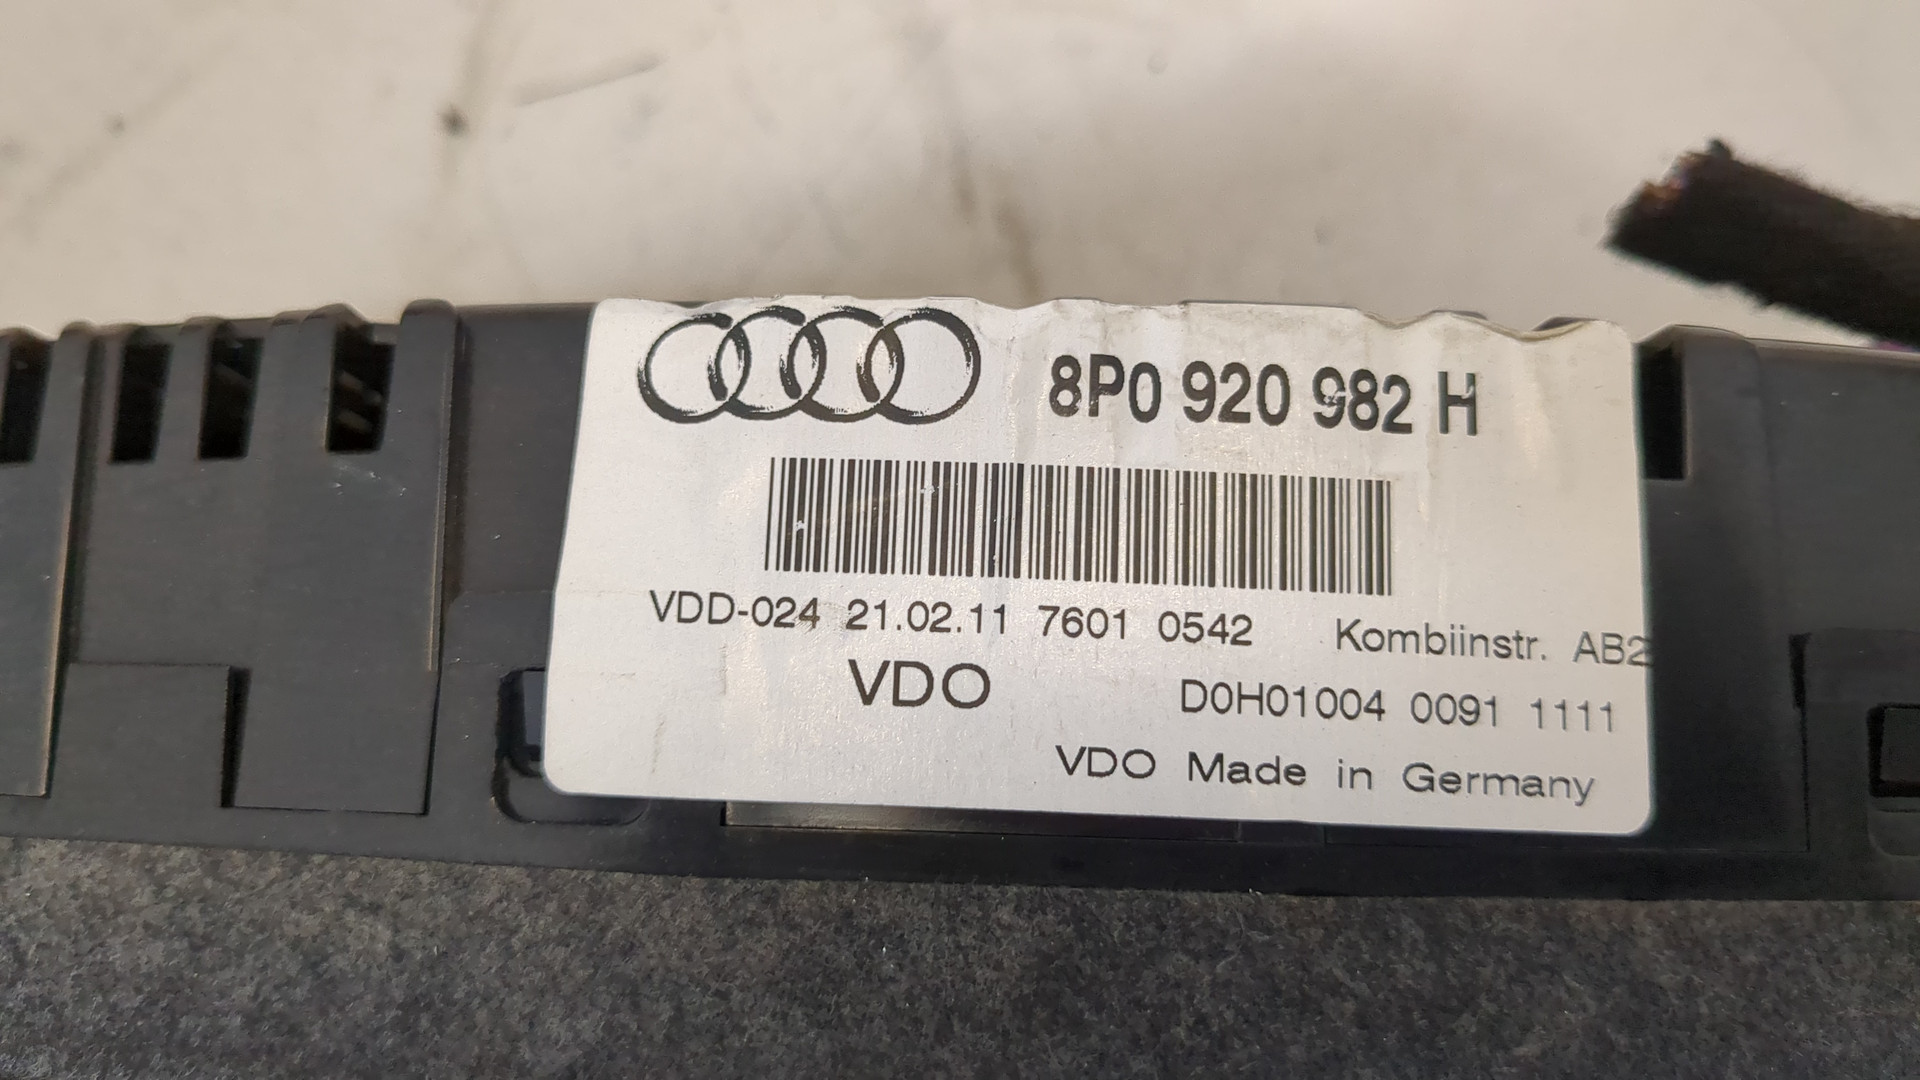 8P0 920 982 H
VDD-024 21.02.11 7601 0542 Kombiinstr. AB2
VDO D0H01004 0091 1111
VDO Made in Germany